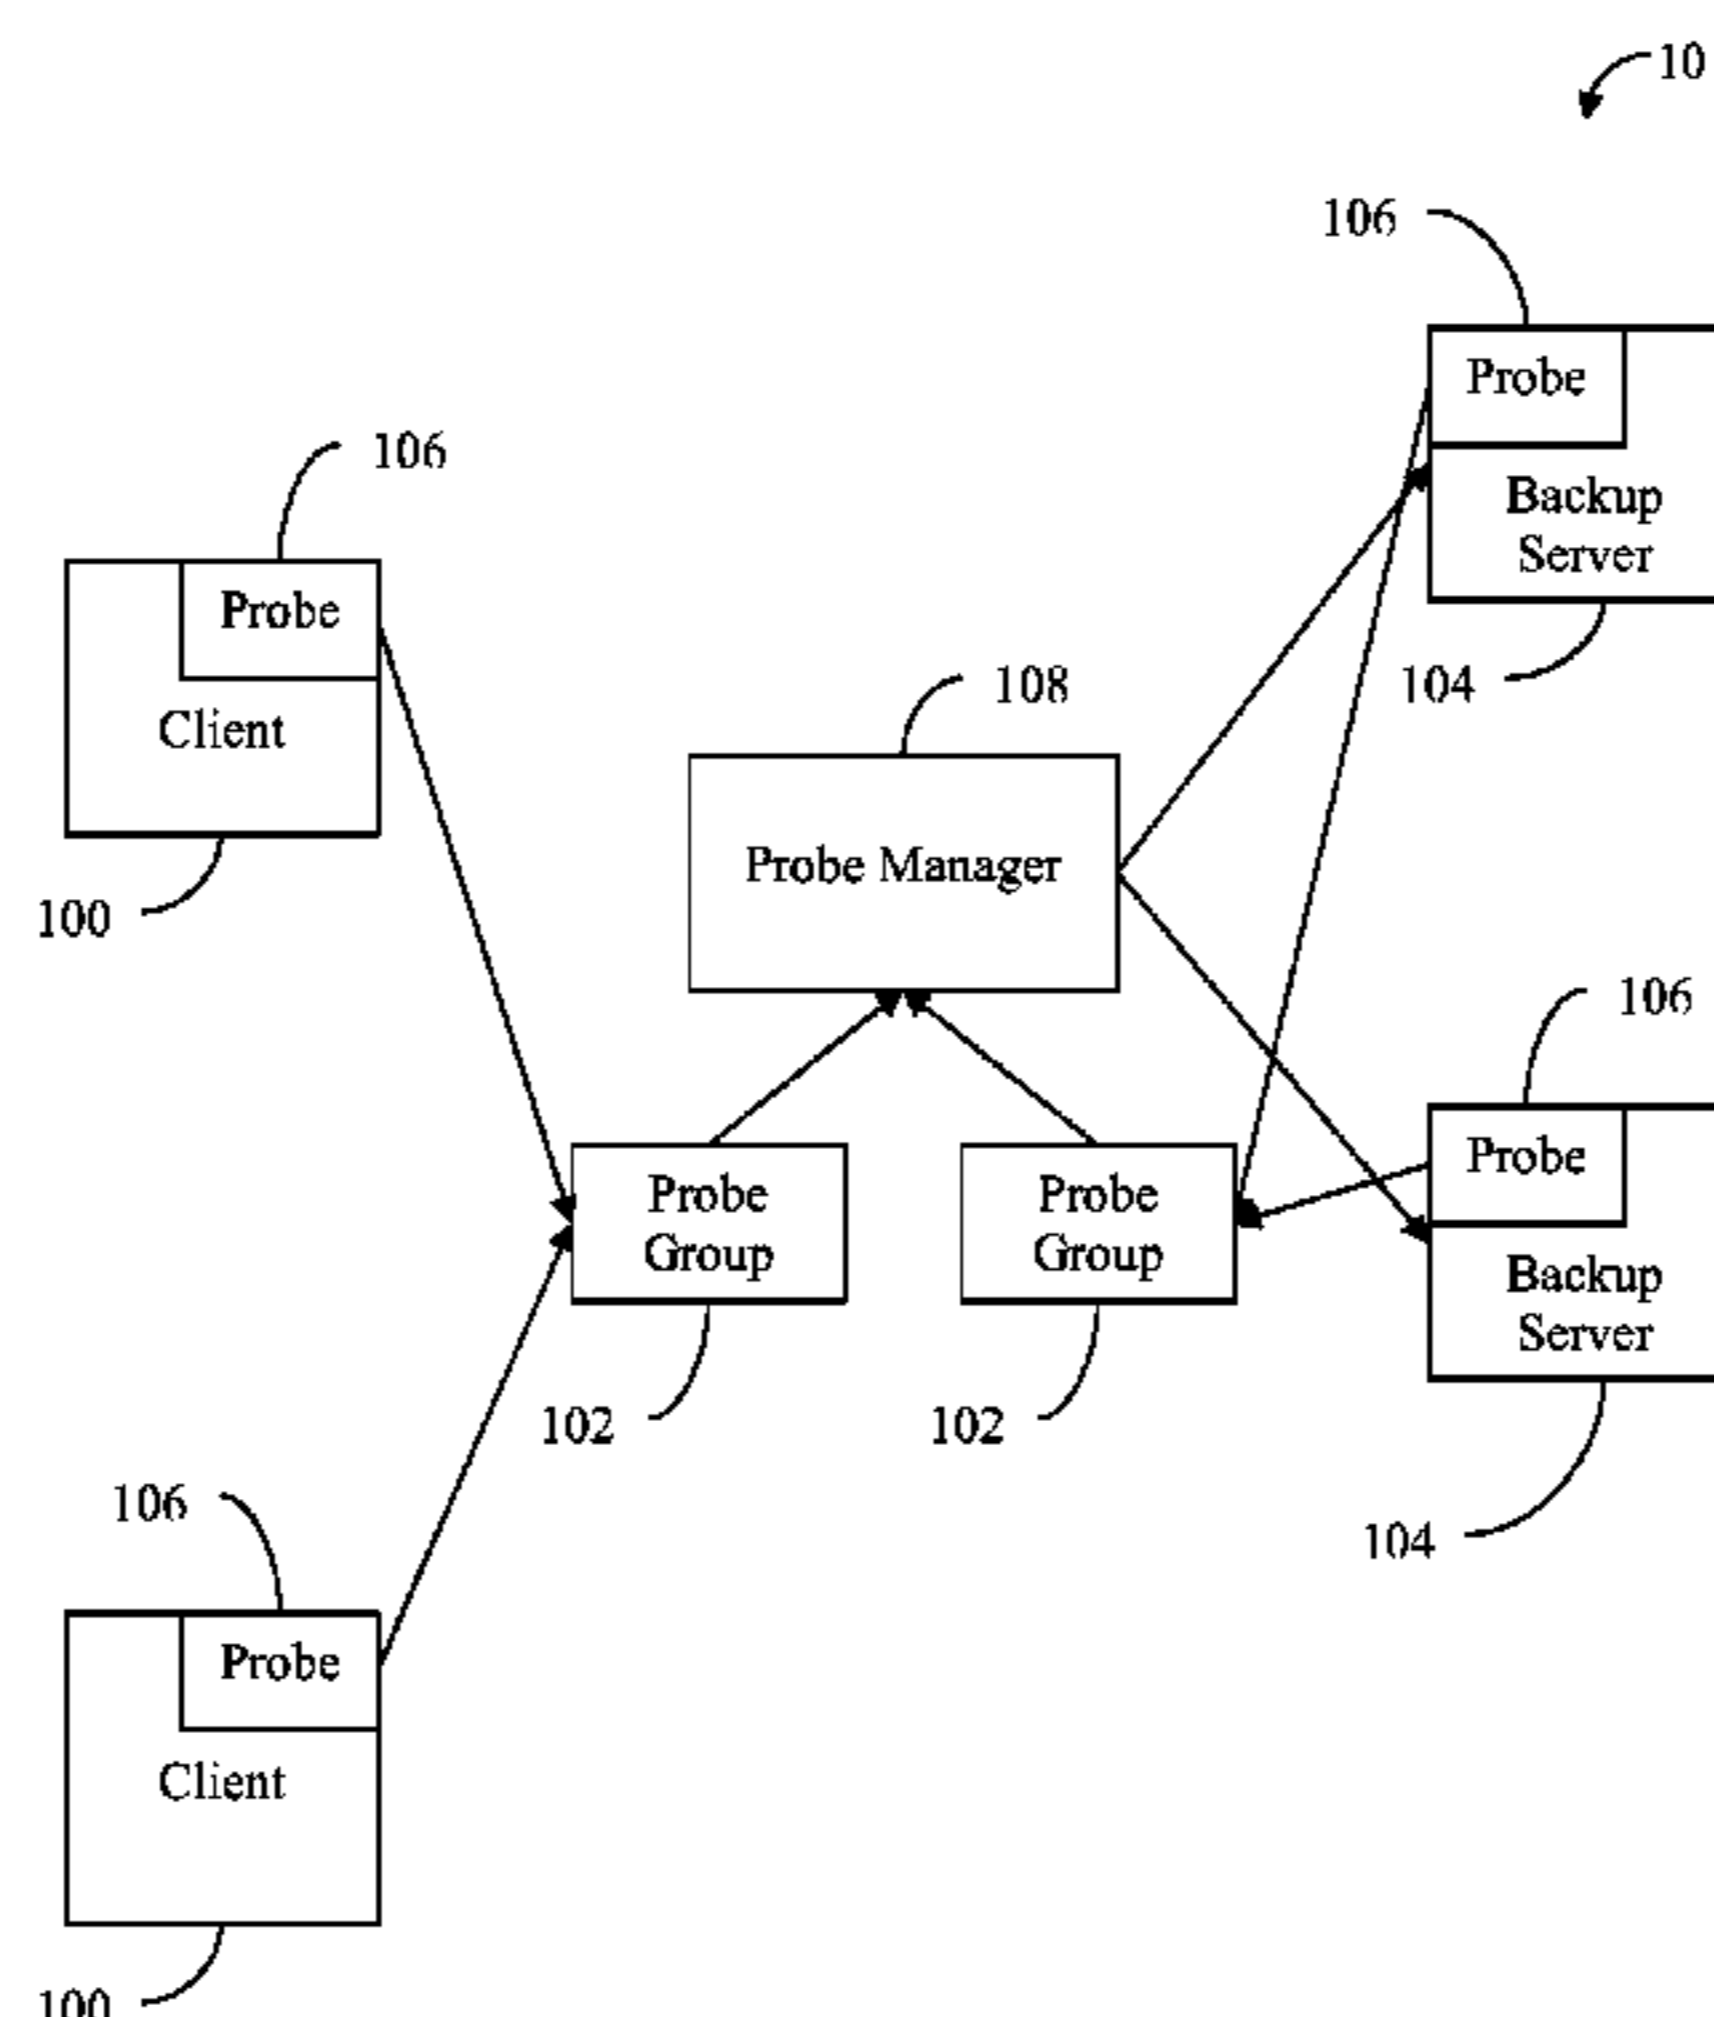 10
106
Probe
Backup
Server
104
106
Probe
Client
100
108
Probe Manager
106
Probe
Backup
Server
104
Probe
Group
102
Probe
Group
102
106
Probe
Client
100